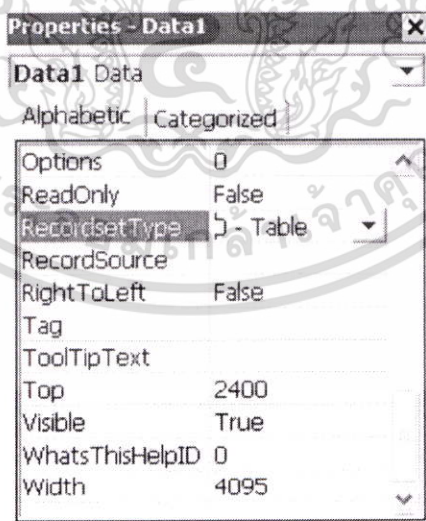 Properties - Data1
Data1 Data
Alphabetic Categorized
Options 0
ReadOnly False
RecordsetType - Table
RecordSource
RightToLeft False
Tag
ToolTipText
Top 2400
Visible True
WhatsThisHelpID 0
Width 4095